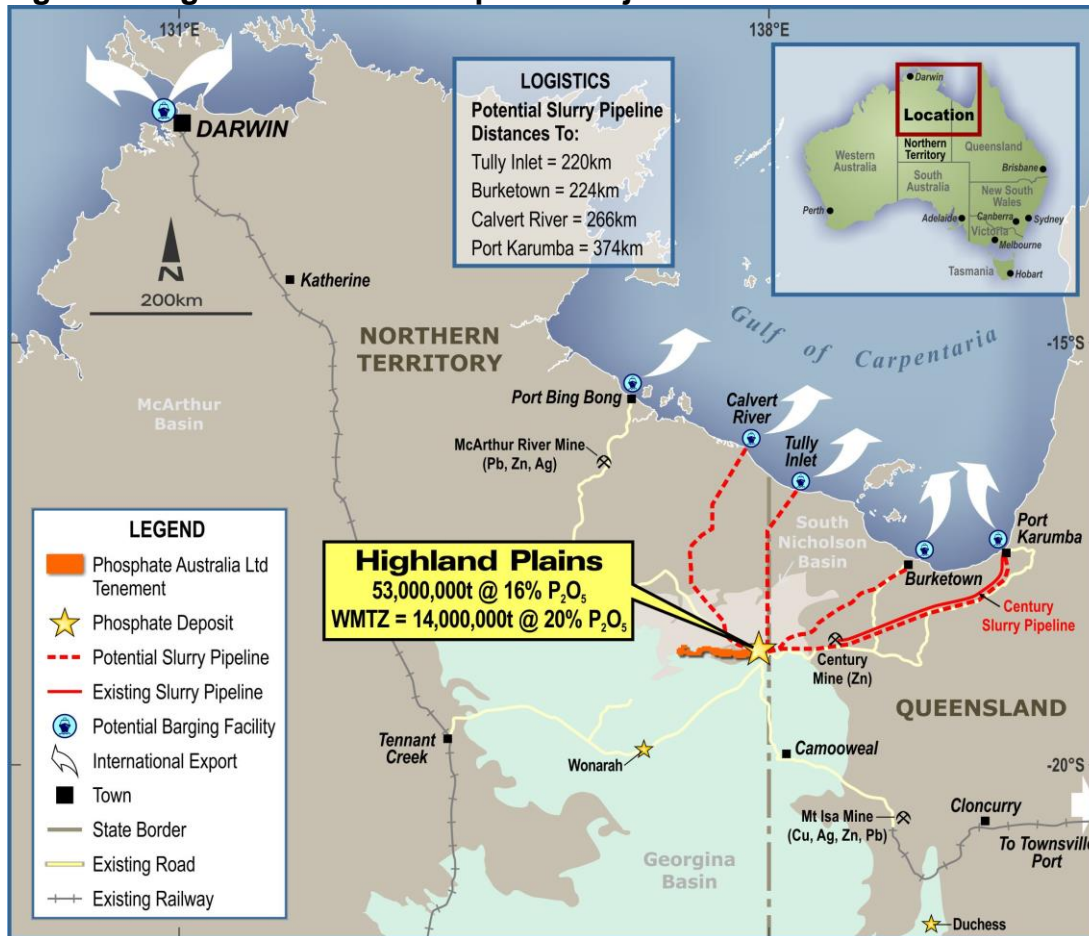 131°E
138°E
DARWIN
LOGISTICS
Potential Slurry Pipeline
Distances To:
Tully Inlet = 220km
Burketown = 224km
Calvert River = 266km
Port Karumba = 374km
Darwin
Location
Northern
Territory
Queensland
Western
Australia
South
Australia
Brisbane
New South
Wales
Perth
Adelaide
Canberra
Sydney
Victoria
Melbourne
Tasmania
Hobart
N
200km
Katherine
NORTHERN
TERRITORY
Gulf of Carpentaria
-15°S
McArthur
Basin
Port Bing Bong
Calvert
River
McArthur River Mine
(Pb, Zn, Ag)
Tully
Inlet
South
Nicholson
Basin
Port
Karumba
Burketown
Century
Slurry Pipeline
Highland Plains
53,000,000t @ 16% P₂O₅
WMTZ = 14,000,000t @ 20% P₂O₅
Century
Mine (Zn)
QUEENSLAND
LEGEND
Phosphate Australia Ltd
Tenement
Phosphate Deposit
Potential Slurry Pipeline
Existing Slurry Pipeline
Potential Barging Facility
International Export
Town
State Border
Existing Road
Existing Railway
Tennant
Creek
Wonarah
Camooweal
-20°S
Mt Isa Mine
(Cu, Ag, Zn, Pb)
Cloncurry
To Townsville
Port
Georgina
Basin
Duchess